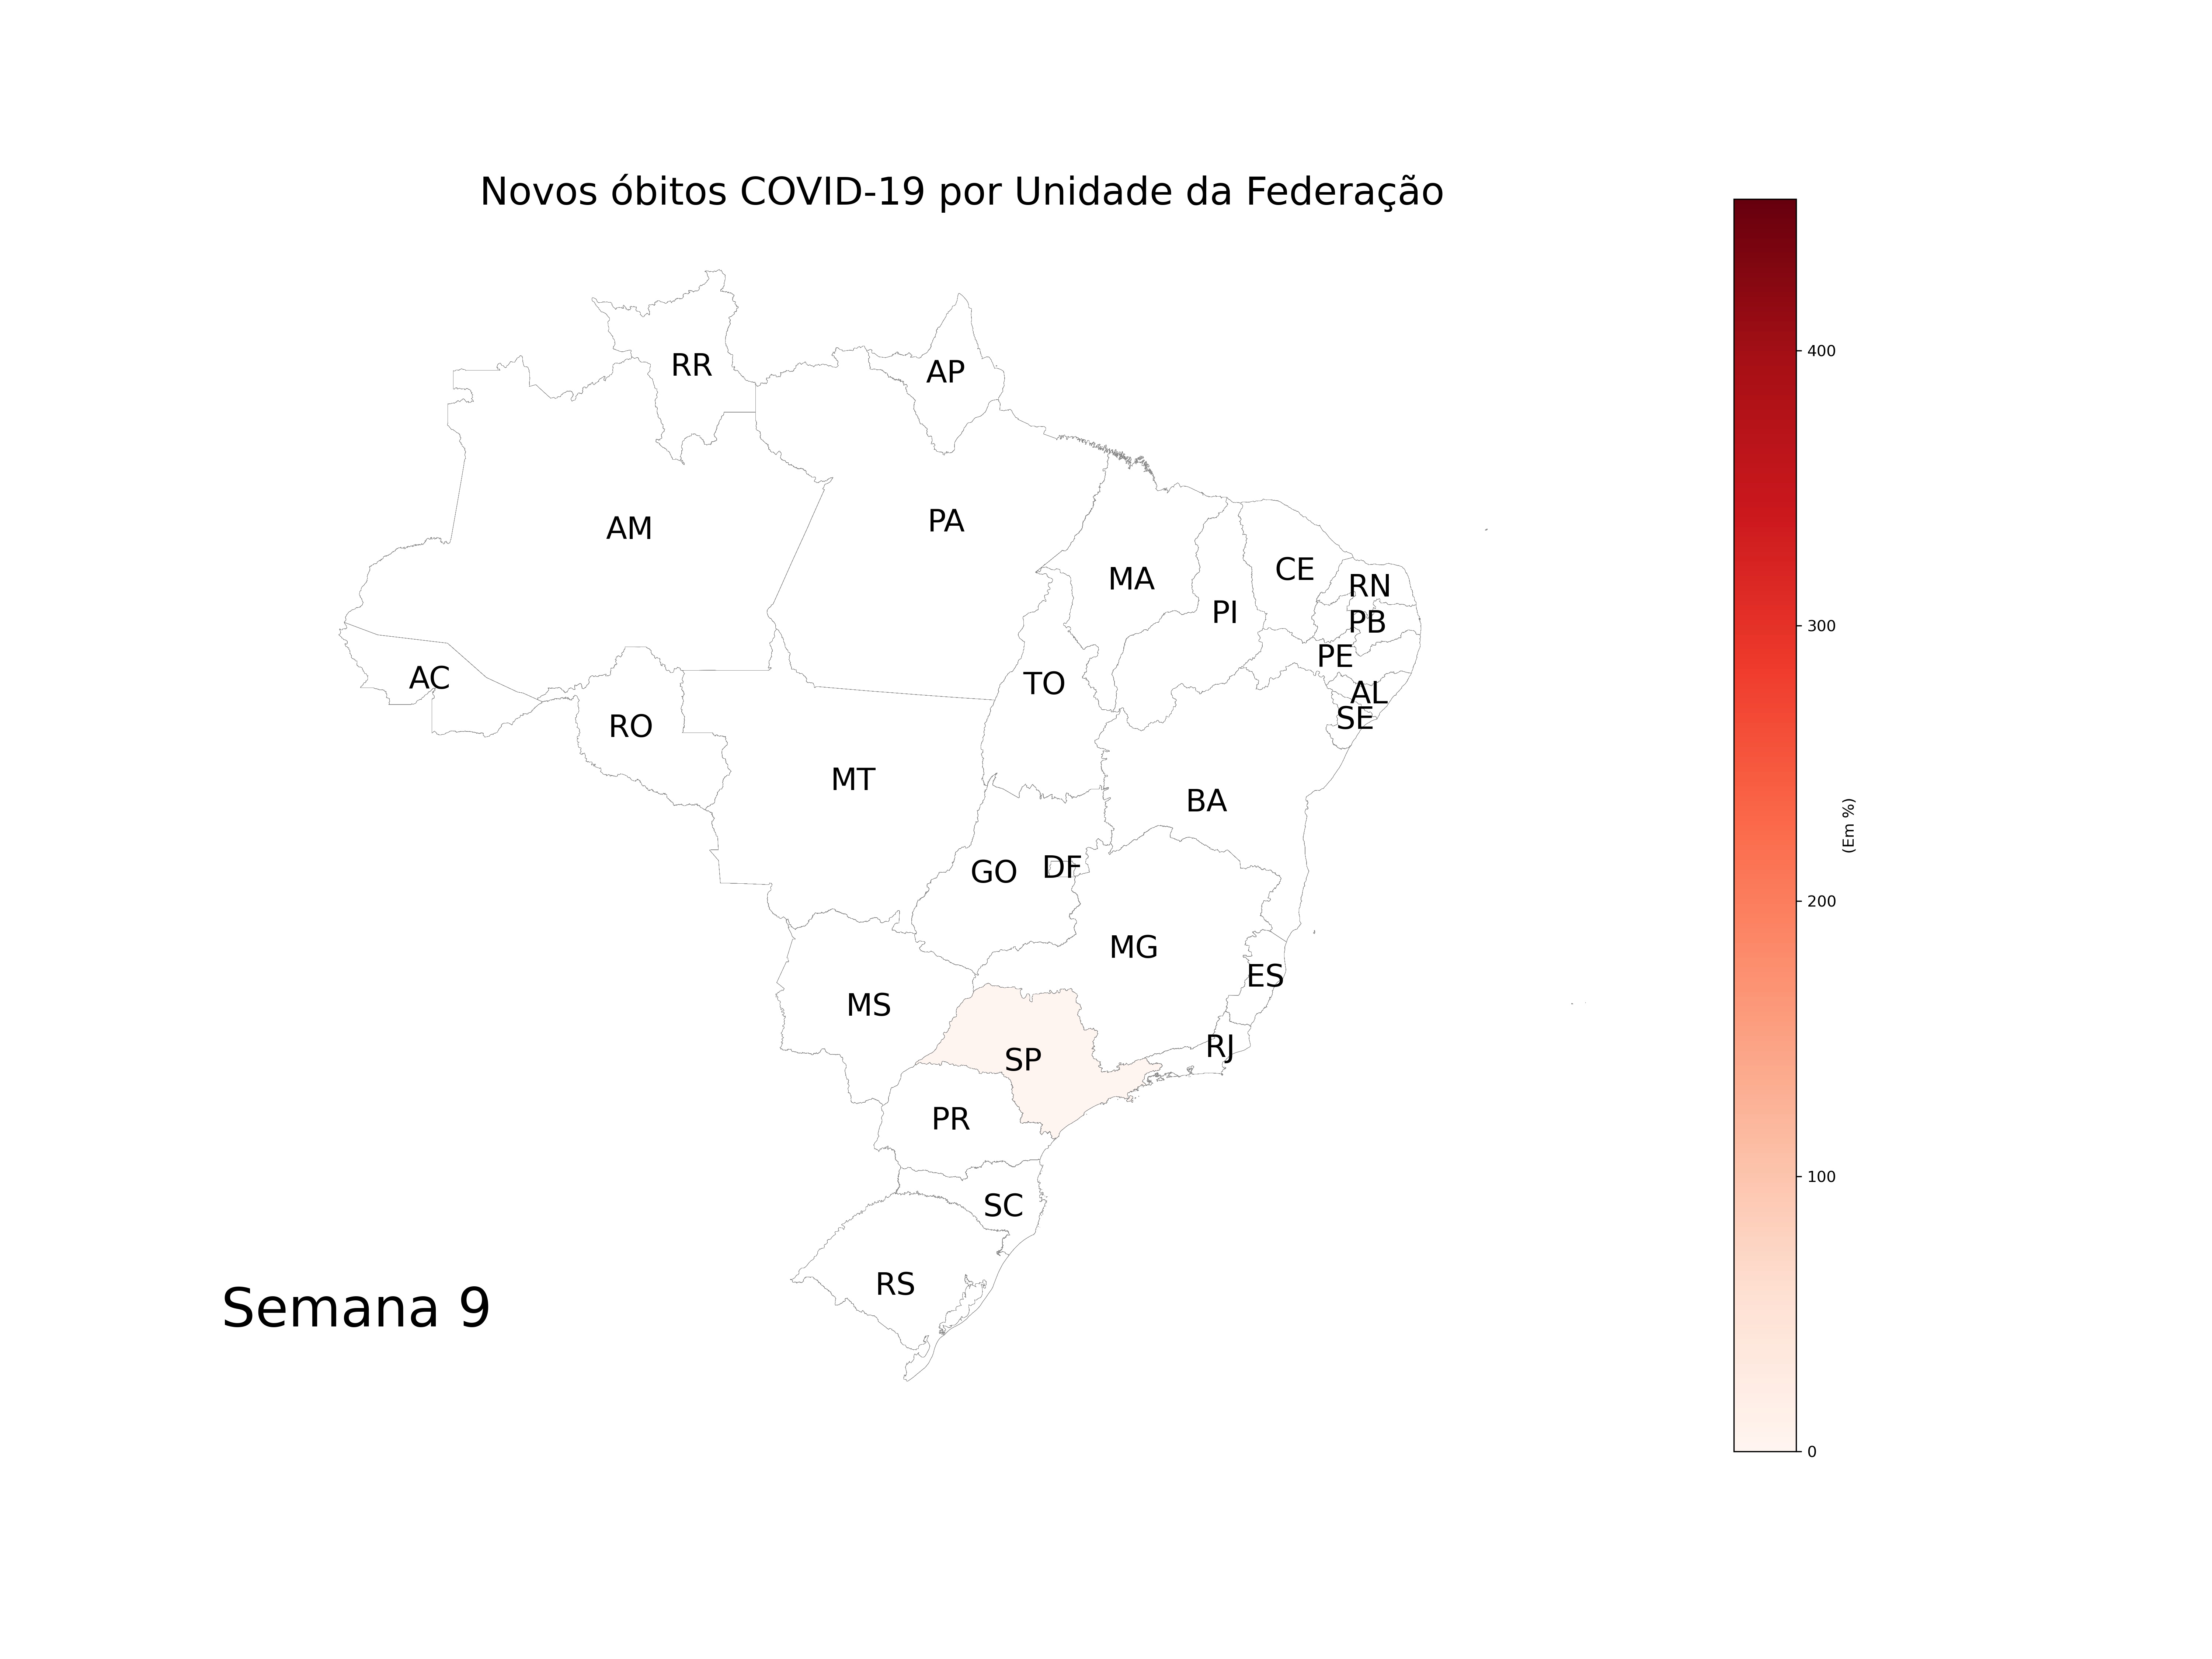 Novos óbitos COVID-19 por Unidade da Federação
RR
AP
400
AM
PA
MA
CE
RN
PI
PB
300
PE
AC
TO
AL
SE
RO
MT
BA
(Em %)
GO
DF
200
MG
ES
MS
RJ
SP
PR
100
SC
RS
Semana 9
0